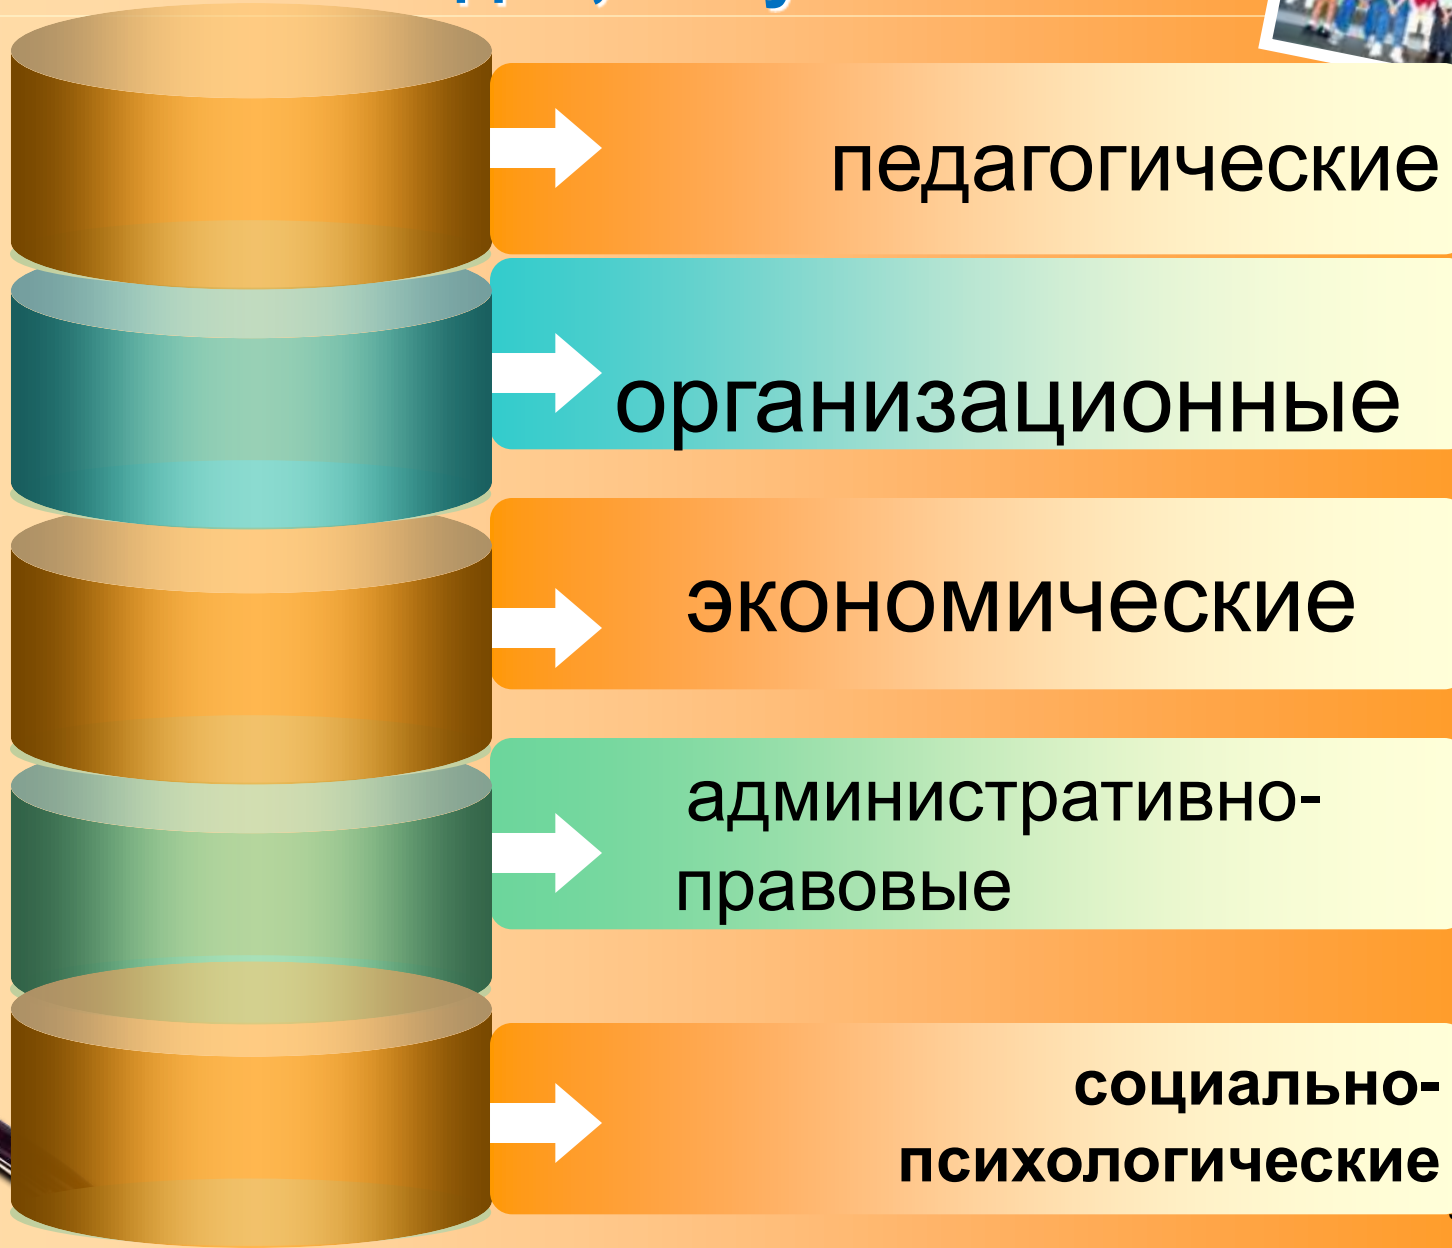 педагогические
организационные
экономические
административно-
правовые
социально-
психологические